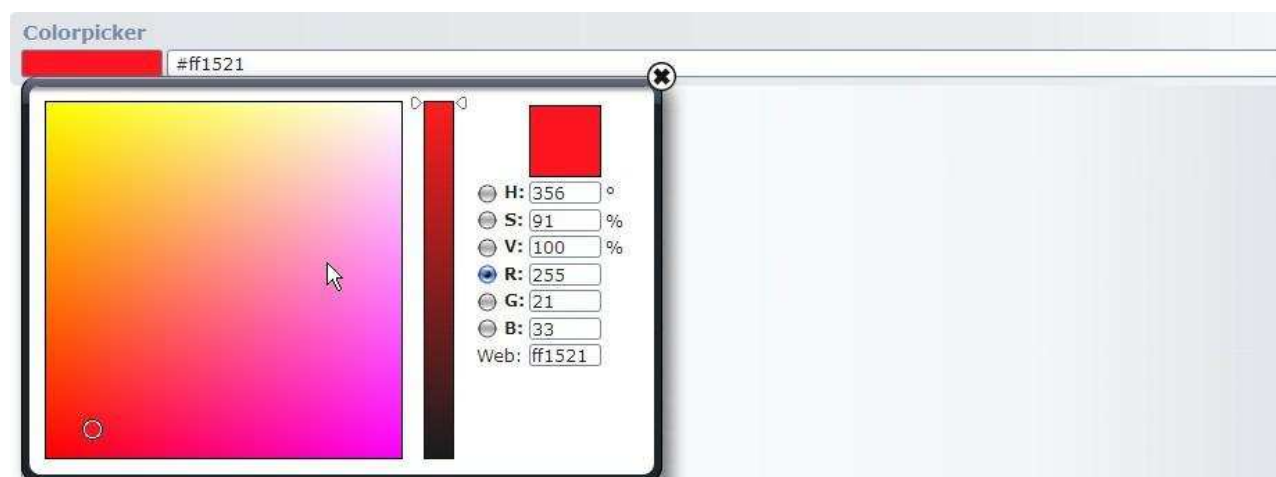 Colorpicker
#ff1521
H: 356 °
S: 91 %
V: 100 %
R: 255
G: 21
B: 33
Web: ff1521